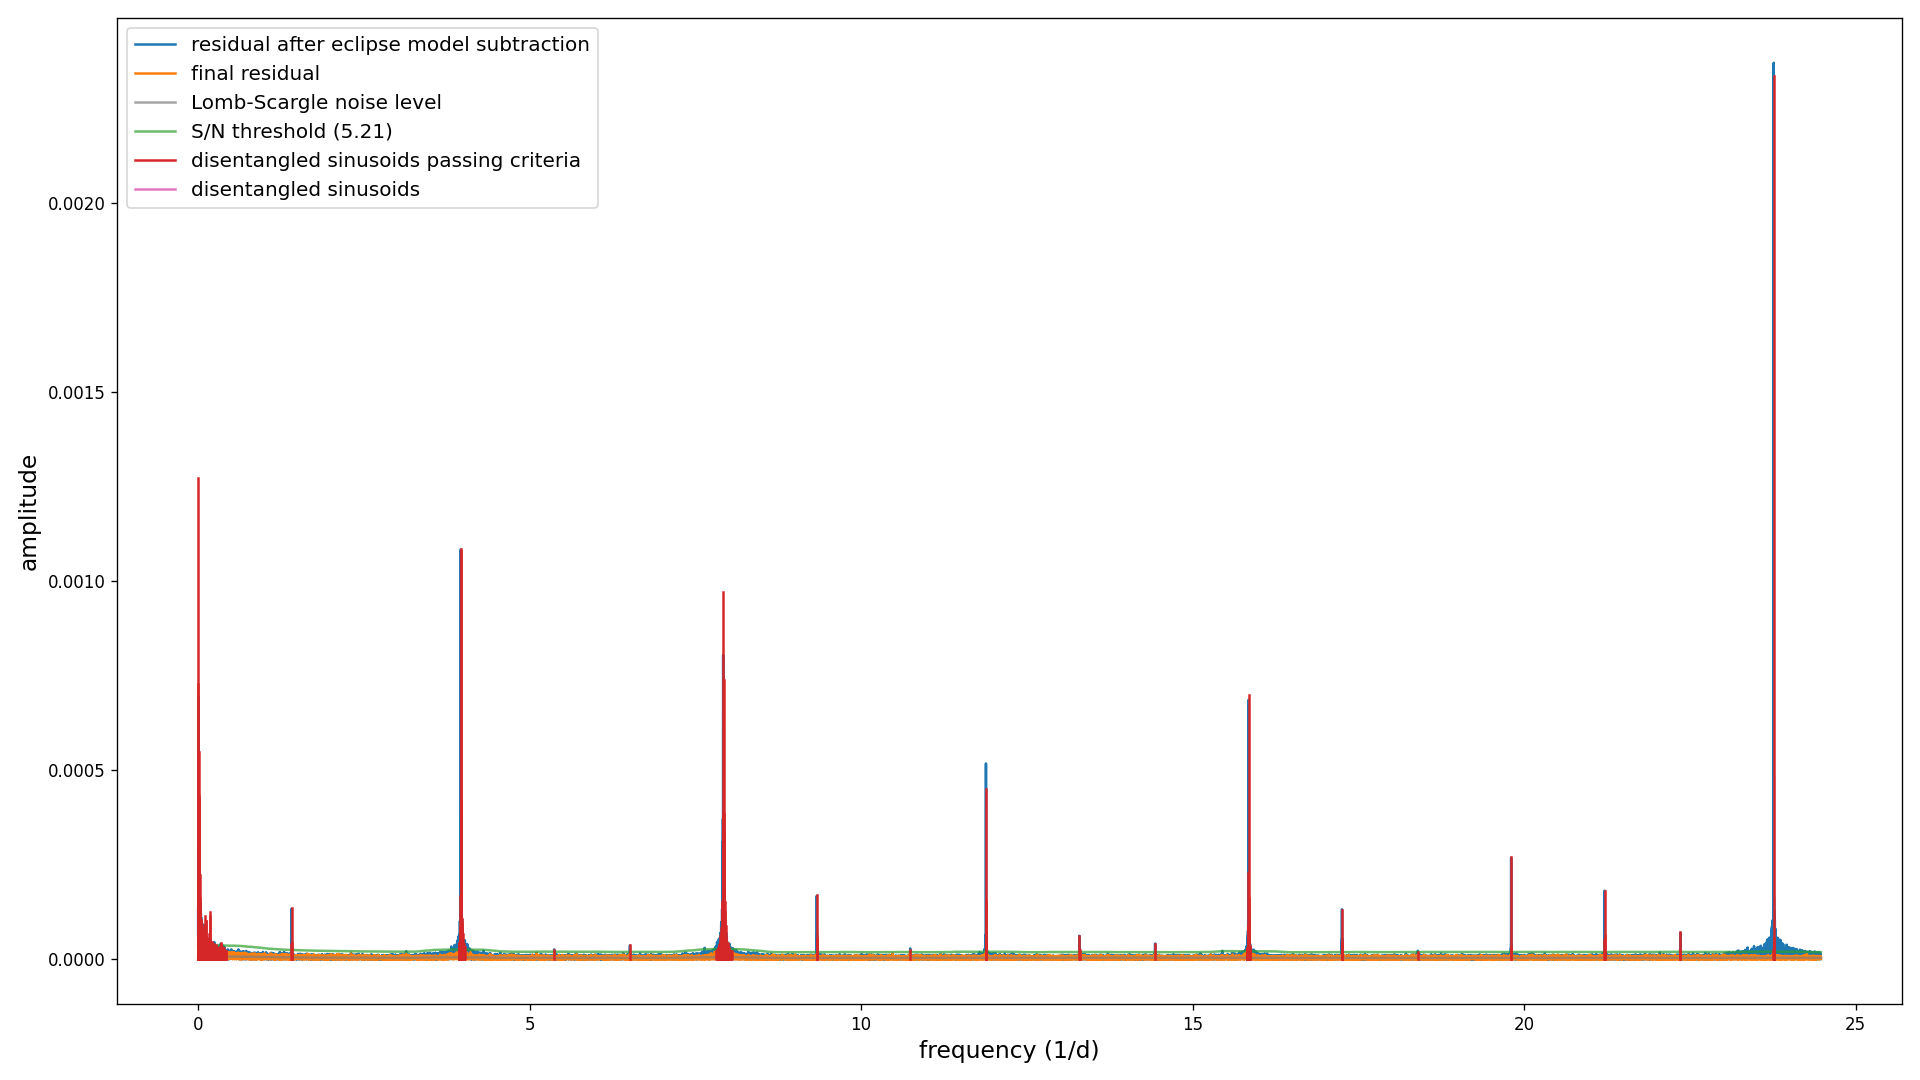 residual after eclipse model subtraction
final residual
Lomb-Scargle noise level
S/N threshold (5.21)
disentangled sinusoids passing criteria
disentangled sinusoids
0.0020
0.0015
0.0010
0.0005
0.0000
amplitude
0 5 10 15 20 25
frequency (1/d)